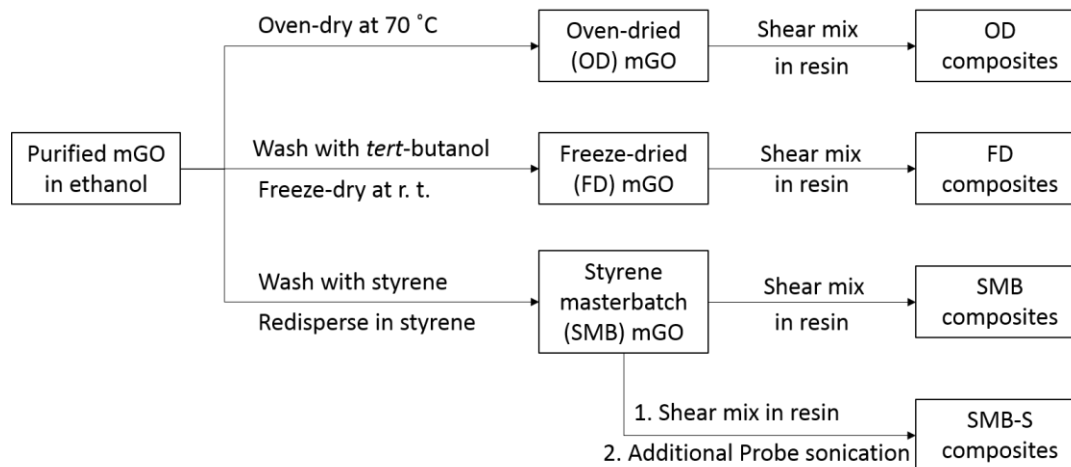 Oven-dry at 70 ˚C
Oven-dried
(OD) mGO
Shear mix
in resin
OD
composites
Purified mGO
in ethanol
Wash with tert-butanol
Freeze-dry at r. t.
Freeze-dried
(FD) mGO
Shear mix
in resin
FD
composites
Wash with styrene
Redisperse in styrene
Styrene
masterbatch
(SMB) mGO
Shear mix
in resin
SMB
composites
1. Shear mix in resin
2. Additional Probe sonication
SMB-S
composites